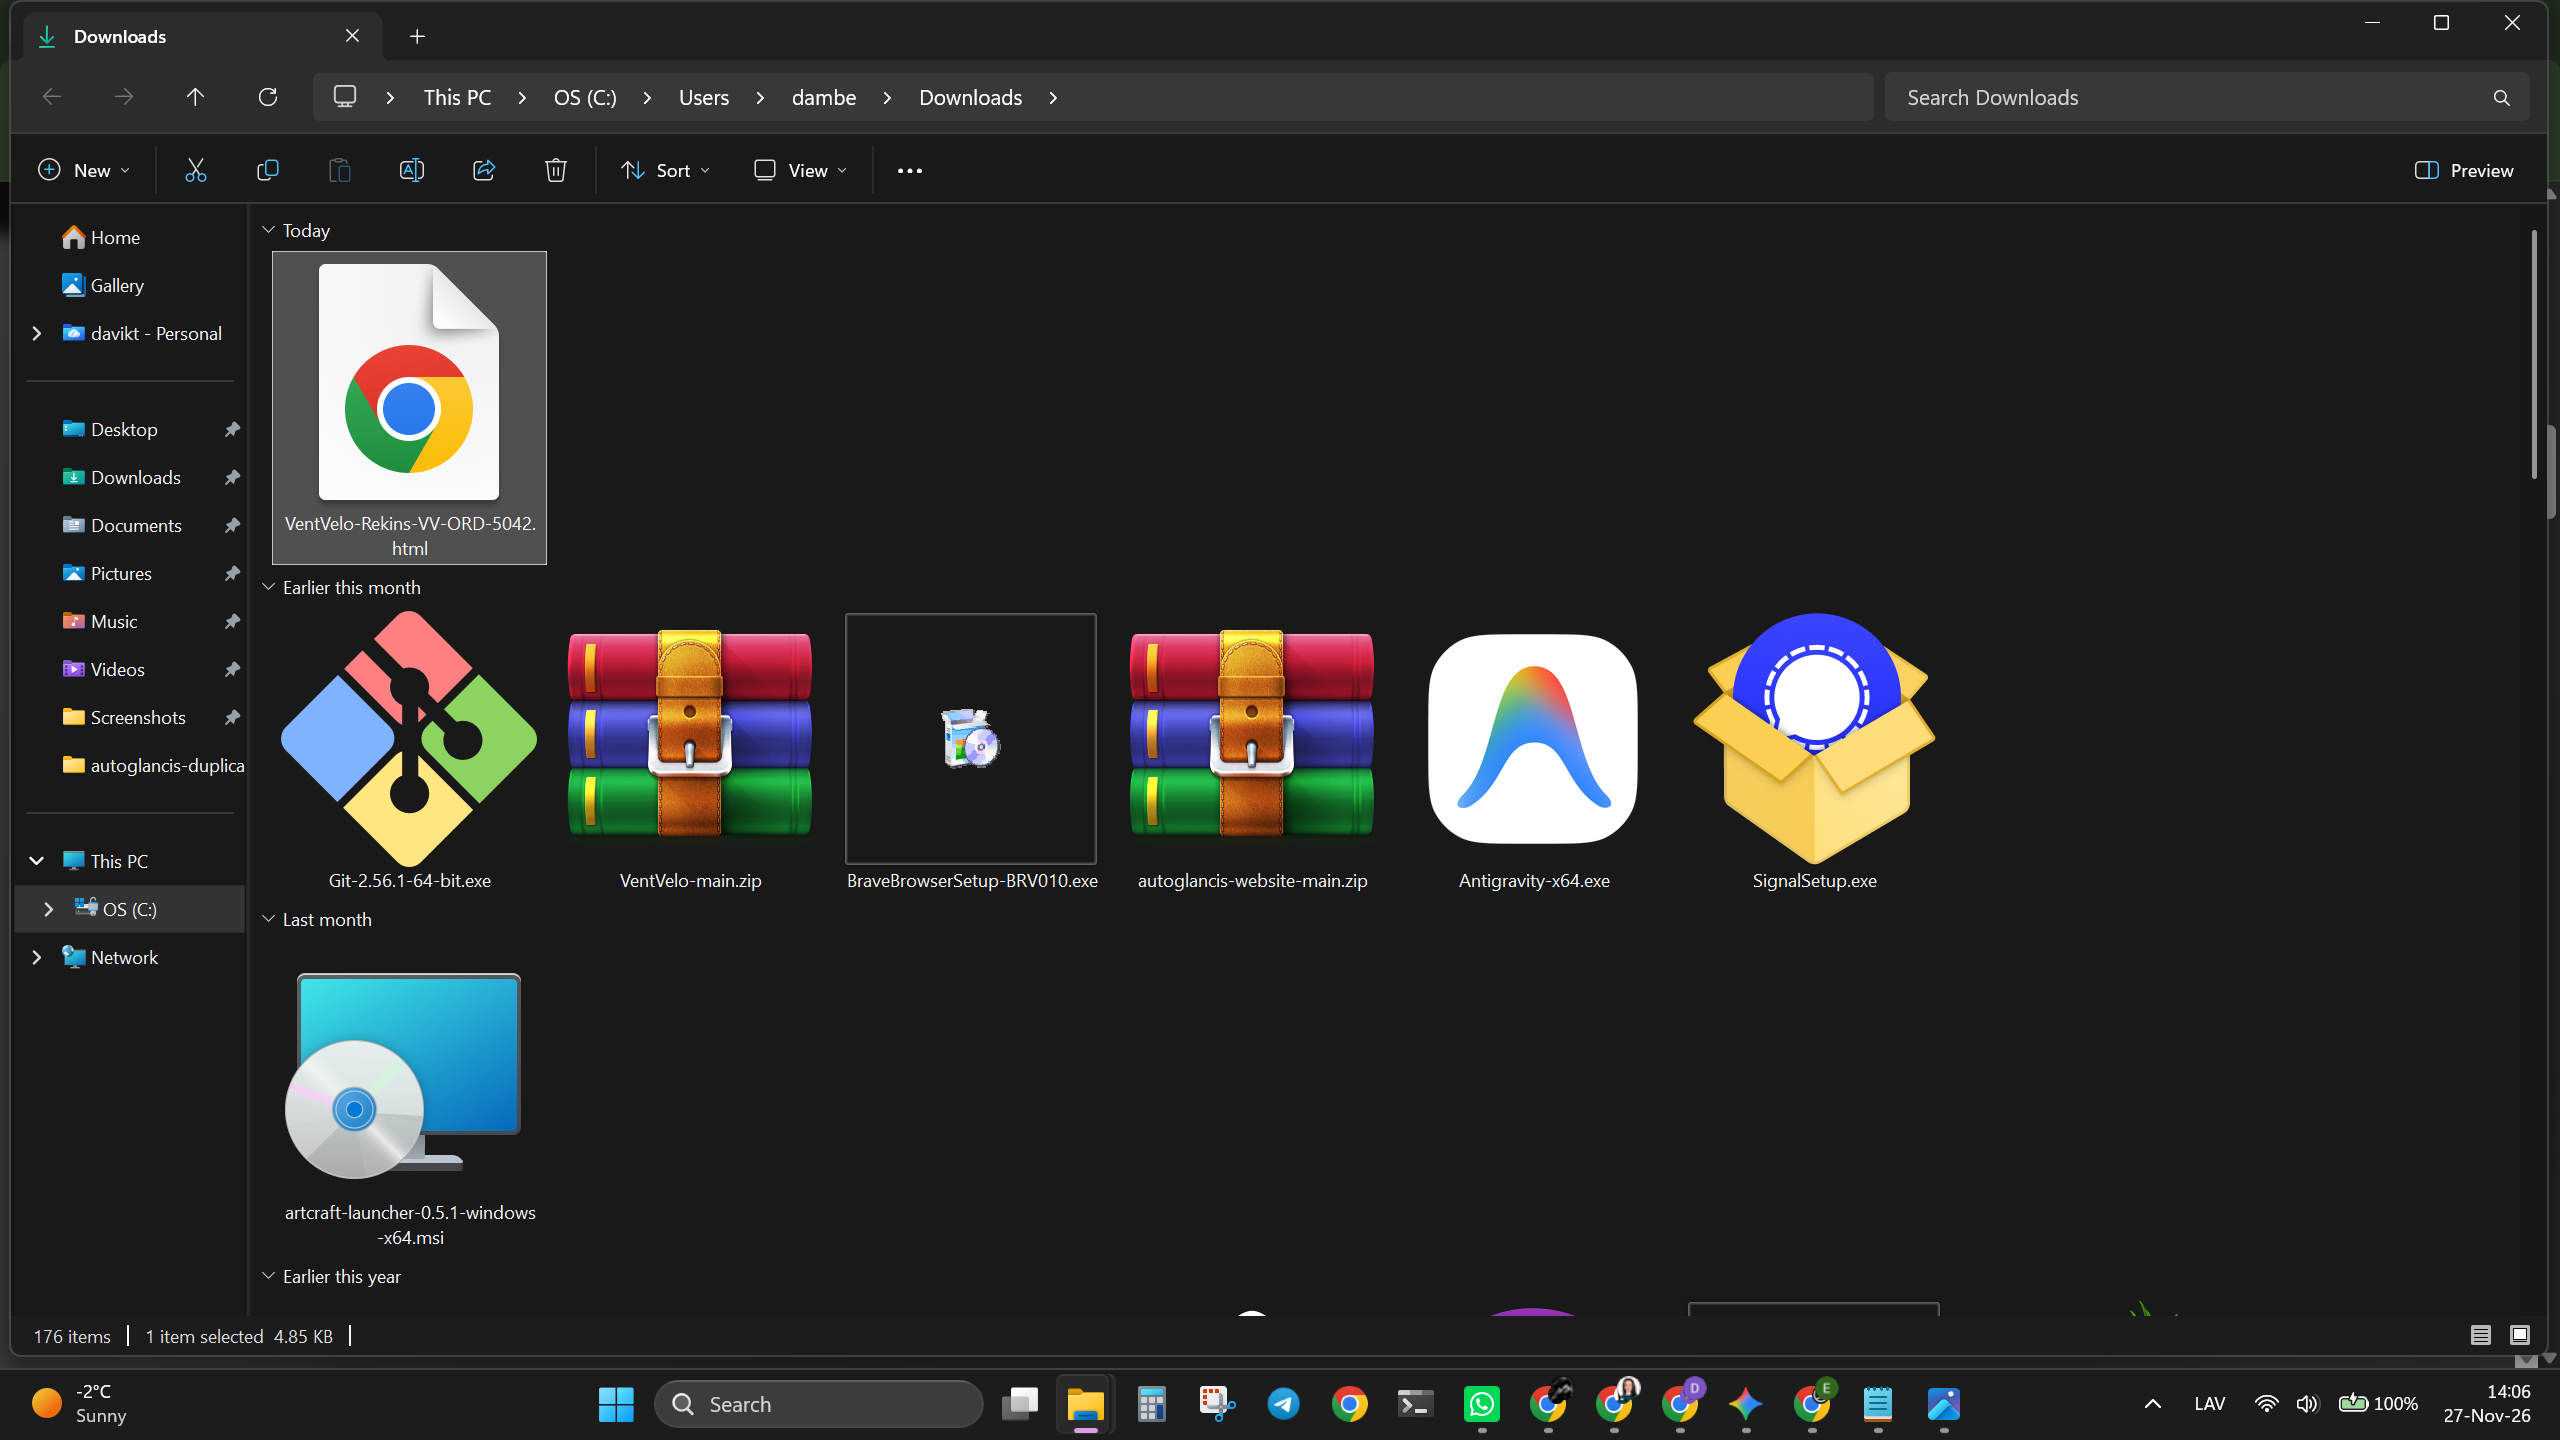 Downloads
This PC
OS (C:)
Users
dambe
Downloads
Search Downloads
New
Sort
View
Preview
Home
Gallery
davikt - Personal
Desktop
Downloads
Documents
Pictures
Music
Videos
Screenshots
autoglancis-duplica
This PC
OS (C:)
Network
Today
VentVelo-Rekins-VV-ORD-5042.
html
Earlier this month
Git-2.56.1-64-bit.exe
VentVelo-main.zip
BraveBrowserSetup-BRV010.exe
autoglancis-website-main.zip
Antigravity-x64.exe
SignalSetup.exe
Last month
artcraft-launcher-0.5.1-windows
-x64.msi
Earlier this year
176 items
1 item selected 4.85 KB
-2°C
Sunny
Search
D
E
LAV
100%
14:06
27-Nov-26